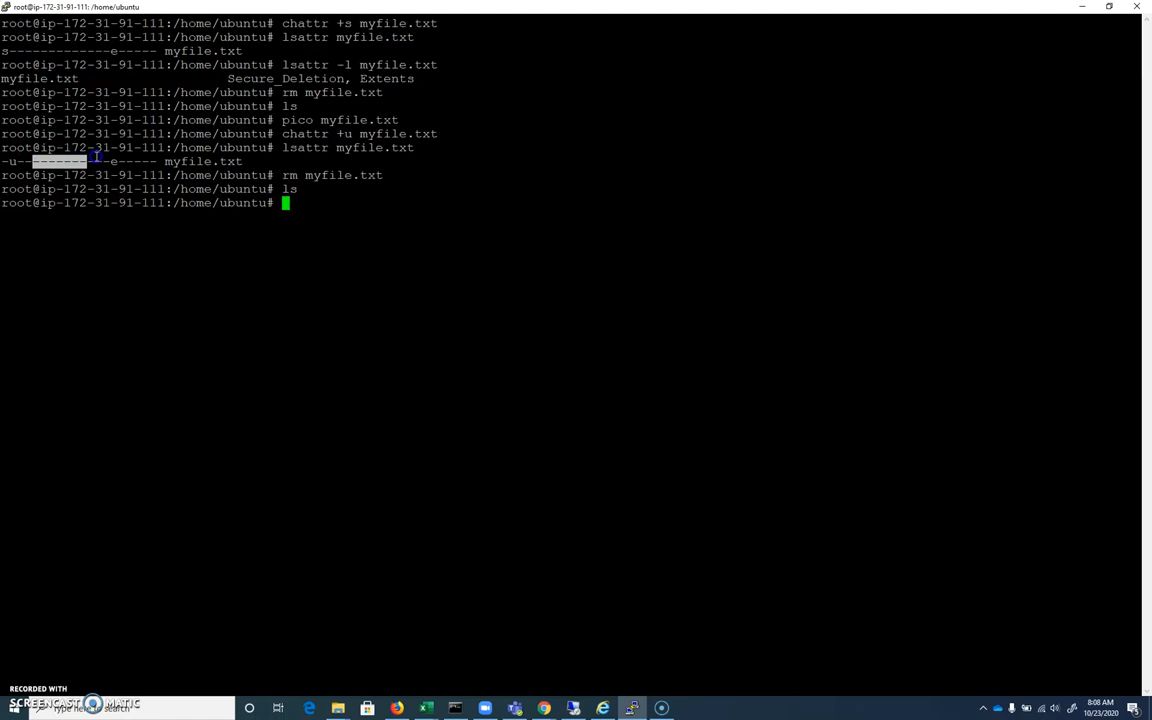 root@ip-172-31-91-111: /home/ubuntu
root@ip-172-31-91-111:/home/ubuntu# chattr +s myfile.txt
root@ip-172-31-91-111:/home/ubuntu# lsattr myfile.txt
s-------------e----- myfile.txt
root@ip-172-31-91-111:/home/ubuntu# lsattr -l myfile.txt
myfile.txt                   Secure_Deletion, Extents
root@ip-172-31-91-111:/home/ubuntu# rm myfile.txt
root@ip-172-31-91-111:/home/ubuntu# ls
root@ip-172-31-91-111:/home/ubuntu# pico myfile.txt
root@ip-172-31-91-111:/home/ubuntu# chattr +u myfile.txt
root@ip-172-31-91-111:/home/ubuntu# lsattr myfile.txt
-u------------e----- myfile.txt
root@ip-172-31-91-111:/home/ubuntu# rm myfile.txt
root@ip-172-31-91-111:/home/ubuntu# ls
root@ip-172-31-91-111:/home/ubuntu#
RECORDED WITH
SCREENCAST MATIC
Type here to search
8:08 AM
10/23/2020
5